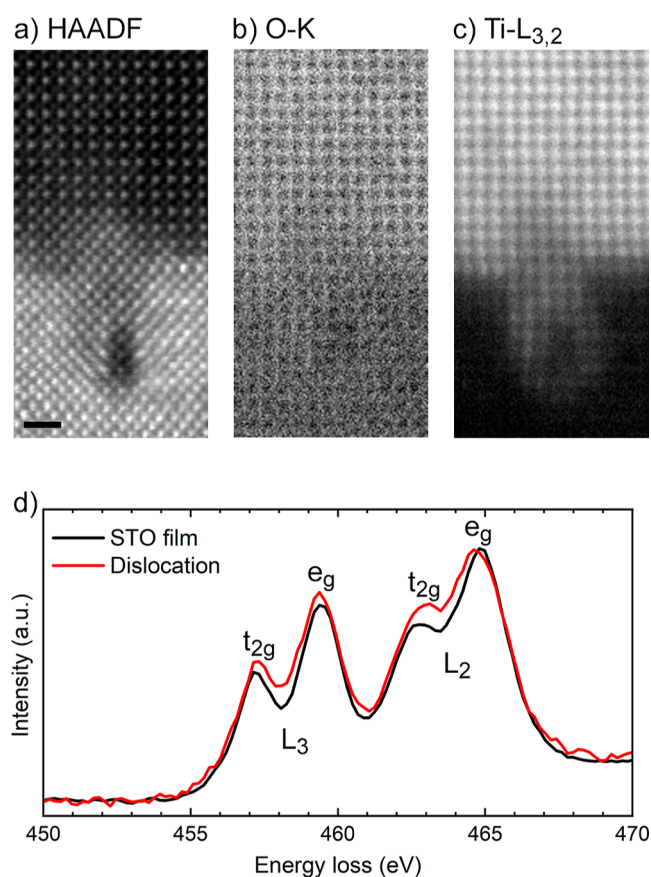 a) HAADF
b) O-K
c) Ti-L3,2
d)
STO film
Dislocation
t2g
eg
L3
t2g
eg
L2
Intensity (a.u.)
450 455 460 465 470
Energy loss (eV)